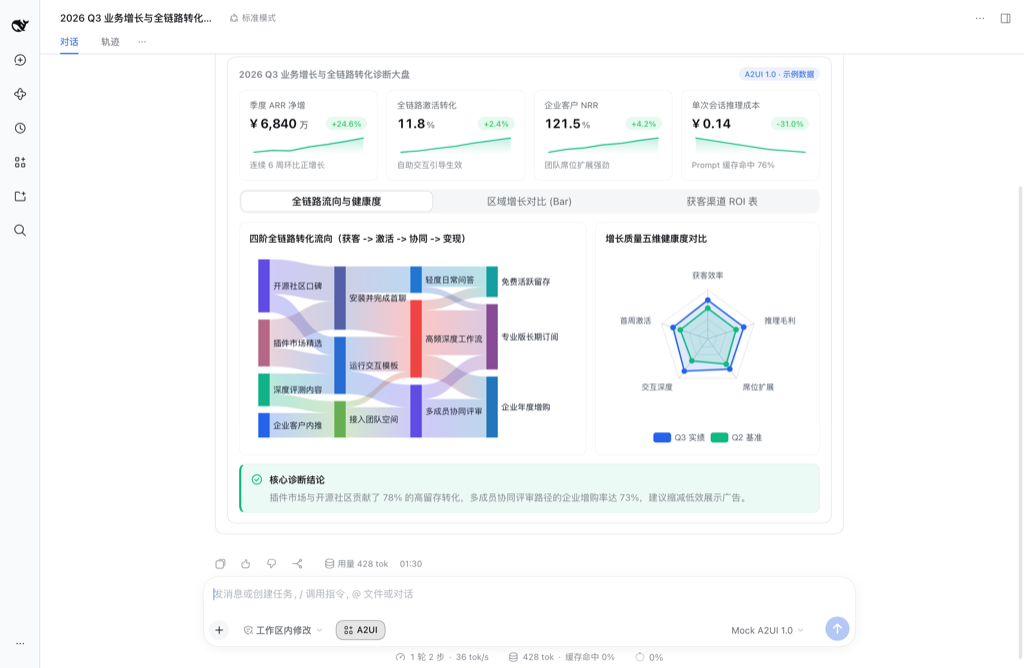 2026 Q3 业务增长与全链路转化...
标准模式
对话
轨迹
2026 Q3 业务增长与全链路转化诊断大盘
A2UI 1.0 · 示例数据
季度 ARR 净增
¥ 6,840 万
+24.6%
连续 6 周环比正增长
全链路激活转化
11.8 %
+2.4%
自助交互引导生效
企业客户 NRR
121.5 %
+4.2%
团队席位扩展强劲
单次会话推理成本
¥ 0.14
-31.0%
Prompt 缓存命中 76%
全链路流向与健康度
区域增长对比 (Bar)
获客渠道 ROI 表
四阶全链路转化流向（获客 -> 激活 -> 协同 -> 变现）
开源社区口碑
插件市场精选
深度评测内容
企业客户内推
安装并完成首聊
运行交互模板
接入团队空间
轻度日常问答
高频深度工作流
多成员协同评审
免费活跃留存
专业版长期订阅
企业年度增购
增长质量五维健康度对比
获客效率
首周激活
推理毛利
交互深度
席位扩展
Q3 实绩
Q2 基准
核心诊断结论
插件市场与开源社区贡献了 78% 的高留存转化，多成员协同评审路径的企业增购率达 73%，建议缩减低效展示广告。
用量 428 tok
01:30
发消息或创建任务, / 调用指令, @ 文件或对话
工作区内修改
A2UI
Mock A2UI 1.0
1 轮 2 步 · 36 tok/s
428 tok · 缓存命中 0%
0%